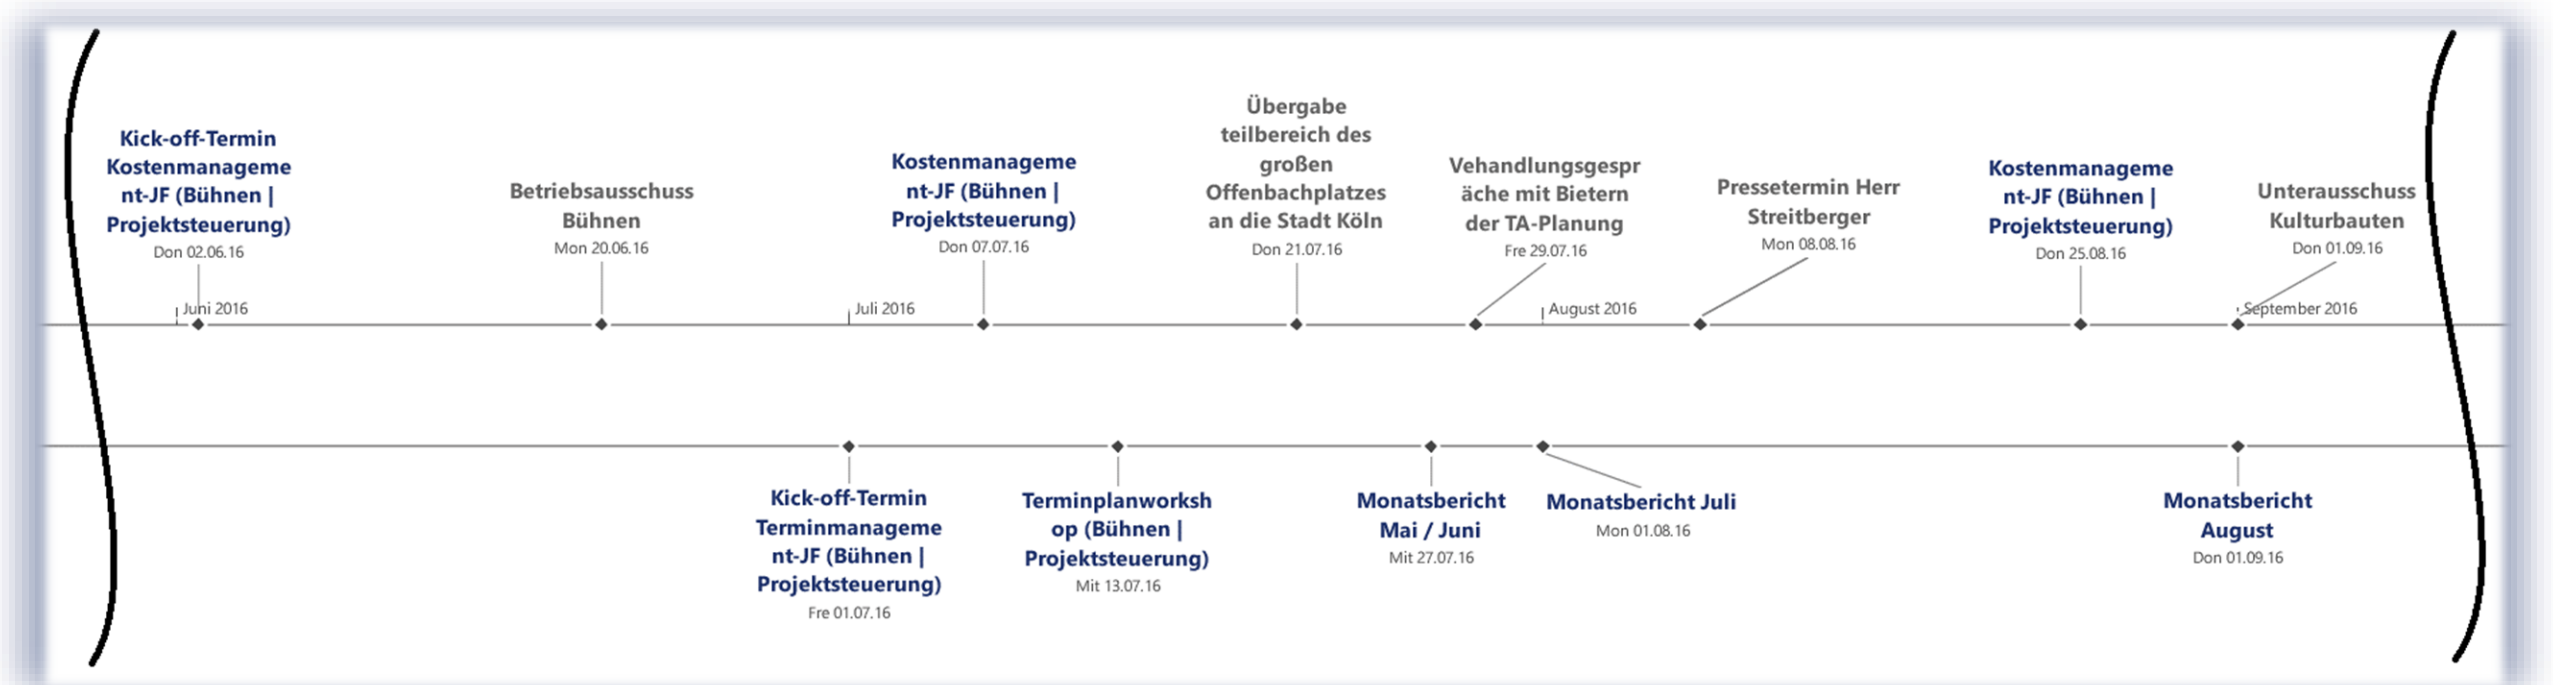 Kick-off-Termin
Kostenmanageme
nt-JF (Bühnen |
Projektsteuerung)
Don 02.06.16
Betriebsausschuss
Bühnen
Mon 20.06.16
Kostenmanageme
nt-JF (Bühnen |
Projektsteuerung)
Don 07.07.16
Übergabe
teilbereich des
großen
Offenbachplatzes
an die Stadt Köln
Don 21.07.16
Vehandlungsgespr
äche mit Bietern
der TA-Planung
Fre 29.07.16
Pressetermin Herr
Streitberger
Mon 08.08.16
Kostenmanageme
nt-JF (Bühnen |
Projektsteuerung)
Don 25.08.16
Unterausschuss
Kulturbauten
Don 01.09.16
Juni 2016
Juli 2016
August 2016
September 2016
Kick-off-Termin
Terminmanageme
nt-JF (Bühnen |
Projektsteuerung)
Fre 01.07.16
Terminplanworksh
op (Bühnen |
Projektsteuerung)
Mit 13.07.16
Monatsbericht
Mai / Juni
Mit 27.07.16
Monatsbericht Juli
Mon 01.08.16
Monatsbericht
August
Don 01.09.16